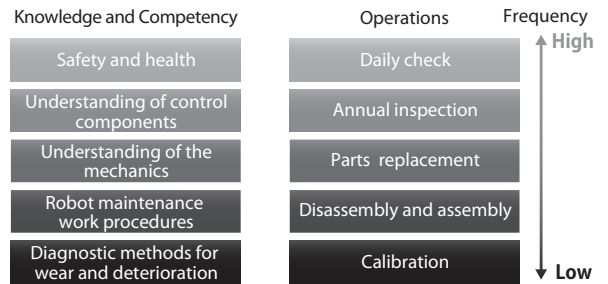 Knowledge and Competency
Operations
Frequency
High
Safety and health
Daily check
Understanding of control
components
Annual inspection
Understanding of the
mechanics
Parts replacement
Robot maintenance
work procedures
Disassembly and assembly
Diagnostic methods for
wear and deterioration
Calibration
Low